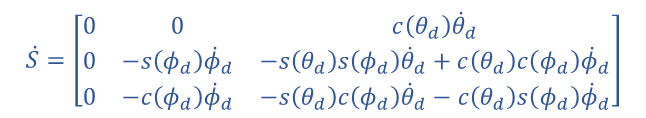 Ṡ = [0 0 c(θ_d)θ̇_d
0 −s(ϕ_d)ϕ̇_d −s(θ_d)s(ϕ_d)θ̇_d + c(θ_d)c(ϕ_d)ϕ̇_d
0 −c(ϕ_d)ϕ̇_d −s(θ_d)c(ϕ_d)θ̇_d − c(θ_d)s(ϕ_d)ϕ̇_d]